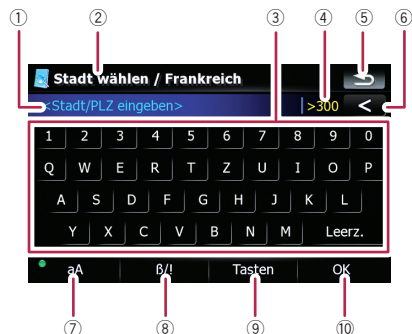 ① ② ③ ④ ⑤ ⑥
Stadt wählen / Frankreich
<Stadt/PLZ eingeben> >300 <
1 2 3 4 5 6 7 8 9 0
Q W E R T Z U I O P
A S D F G H J K L
Y X C V B N M Leerz.
aA ß/! Tasten OK
⑦ ⑧ ⑨ ⑩